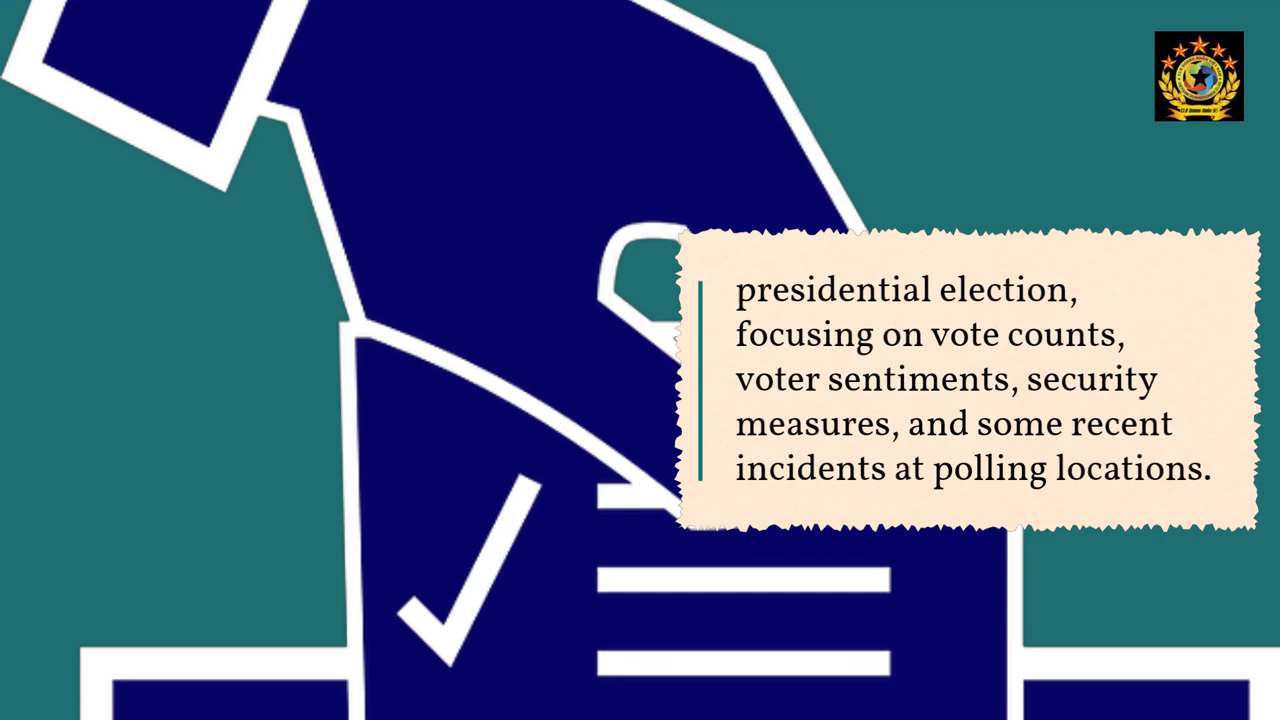 presidential election,
focusing on vote counts,
voter sentiments, security
measures, and some recent
incidents at polling locations.